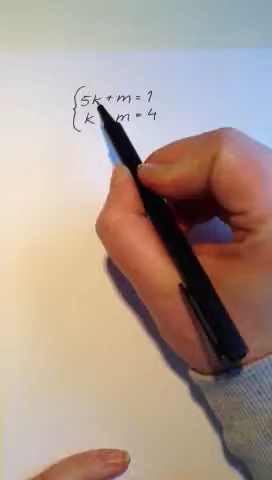 5k + m = 1
k m = 4